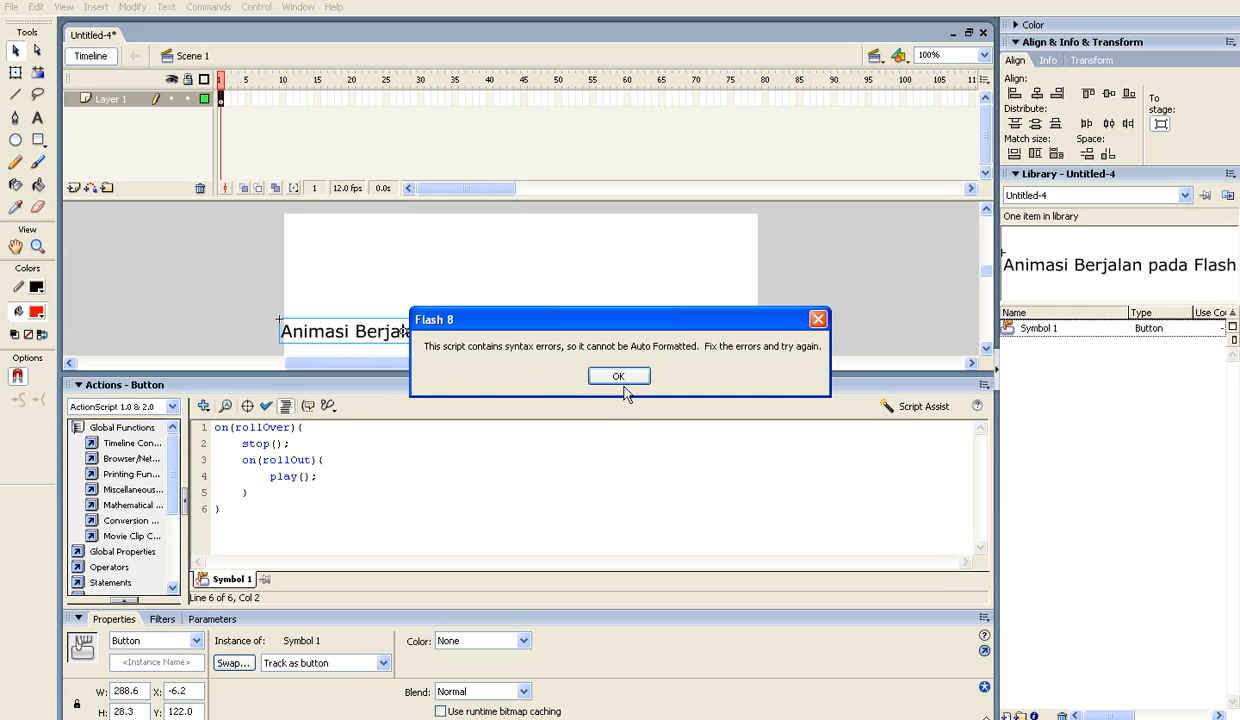 File Edit View Insert Modify Text Commands Control Window Help
Tools
View
Colors
Options
Untitled-4*
Timeline Scene 1 100%
1 5 10 15 20 25 30 35 40 45 50 55 60 65 70 75 80 85 90 95 100 105 11
Layer 1
1 12.0 fps 0.0s
Animasi Berjalan
Flash 8
This script contains syntax errors, so it cannot be Auto Formatted. Fix the errors and try again.
OK
Actions - Button
ActionScript 1.0 & 2.0
Script Assist
Global Functions
Timeline Con...
Browser/Net...
Printing Fun...
Miscellaneous...
Mathematical ...
Conversion ...
Movie Clip C...
Global Properties
Operators
Statements
1 on(rollOver){
2 stop();
3 on(rollOut){
4 play();
5 }
6 }
Symbol 1
Line 6 of 6, Col 2
Properties Filters Parameters
Button
<Instance Name>
Instance of: Symbol 1
Swap... Track as button
Color: None
Blend: Normal
Use runtime bitmap caching
W: 288.6 X: -6.2
H: 28.3 Y: 122.0
Color
Align & Info & Transform
Align Info Transform
Align:
Distribute:
Match size: Space:
To
stage:
Library - Untitled-4
Untitled-4
One item in library
Animasi Berjalan pada Flash
Name Type Use Co
Symbol 1 Button -